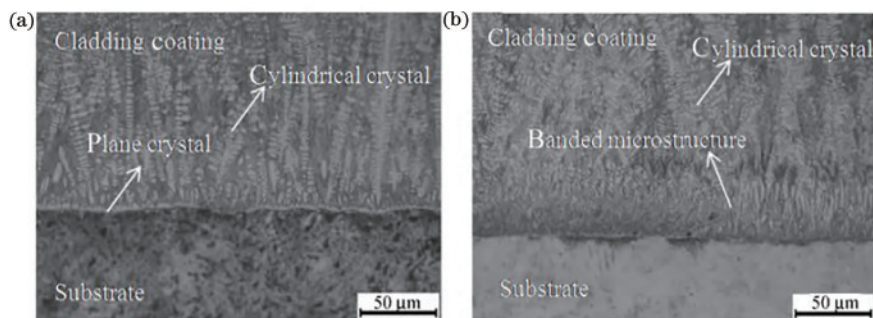 (a)
Cladding coating
Cylindrical crystal
Plane crystal
Substrate
50 μm
(b)
Cladding coating
Cylindrical crystal
Banded microstructure
Substrate
50 μm